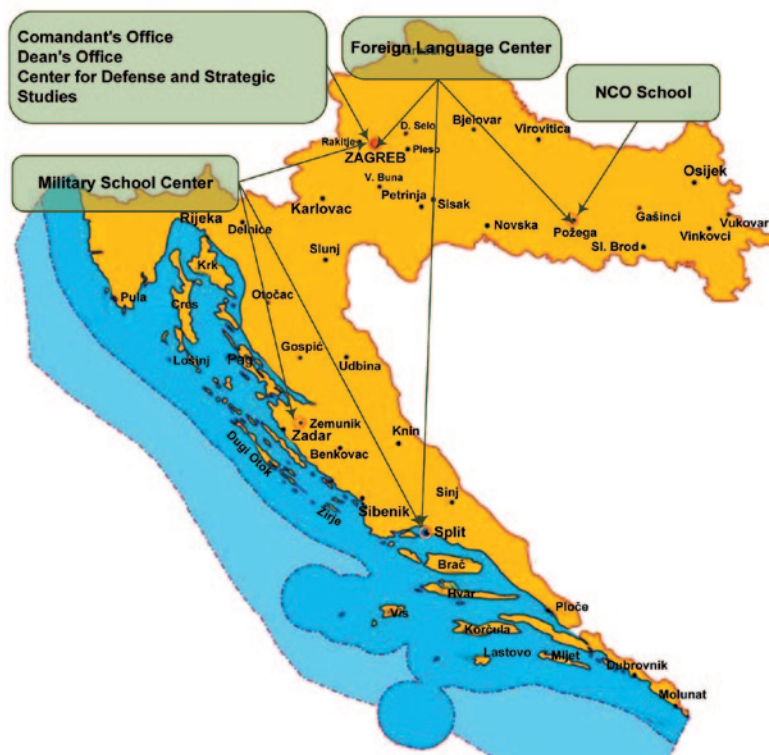 Comandant's Office
Dean's Office
Center for Defense and Strategic
Studies
Foreign Language Center
NCO School
Military School Center
D. Selo
Bjelovar
Virovitica
Rakitje
ZAGREB
Pleso
V. Buna
Petrinja
Sisak
Karlovac
Osijek
Gašinci
Vukovar
Vinkovci
Požega
Sl. Brod
Novska
Rijeka
Delnice
Slunj
Krk
Otočac
Pula
Cres
Lošinj
Pag
Gospić
Udbina
Zemunik
Zadar
Knin
Benkovac
Dugi Otok
Sinj
Šibenik
Žirje
Split
Brač
Hvar
Vis
Ploče
Korčula
Lastovo
Mljet
Dubrovnik
Molunat